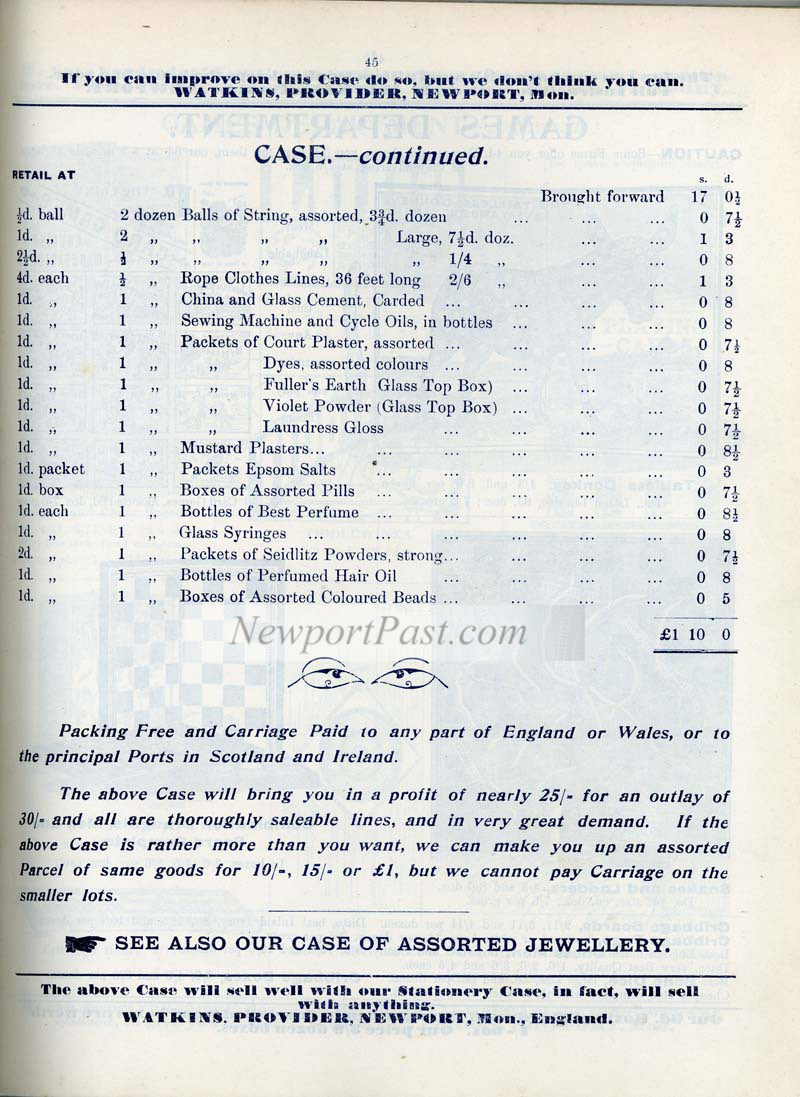 45
If you can improve on this Case do so, but we don't think you can.
WATKINS, PROVIDER, NEWPORT, Mon.
CASE.—continued.
RETAIL AT s. d.
Brought forward 17 0½
½d. ball 2 dozen Balls of String, assorted, 3¾d. dozen ... ... ... 0 7½
1d. „ 2 „ „ „ „ Large, 7½d. doz. ... ... 1 3
2½d. „ ½ „ „ „ „ „ 1/4 „ ... ... 0 8
4d. each ½ „ Rope Clothes Lines, 36 feet long 2/6 „ ... ... 1 3
1d. „ 1 „ China and Glass Cement, Carded ... ... ... ... 0 8
1d. „ 1 „ Sewing Machine and Cycle Oils, in bottles ... ... ... 0 8
1d. „ 1 „ Packets of Court Plaster, assorted ... ... ... ... 0 7½
1d. „ 1 „ „ Dyes, assorted colours ... ... ... ... 0 8
1d. „ 1 „ „ Fuller's Earth Glass Top Box) ... ... ... 0 7½
1d. „ 1 „ „ Violet Powder (Glass Top Box) ... ... ... 0 7½
1d. „ 1 „ „ Laundress Gloss ... ... ... ... 0 7½
1d. „ 1 „ Mustard Plasters... ... ... ... ... ... 0 8½
1d. packet 1 „ Packets Epsom Salts ... ... ... ... ... 0 3
1d. box 1 „ Boxes of Assorted Pills ... ... ... ... ... 0 7½
1d. each 1 „ Bottles of Best Perfume ... ... ... ... ... 0 8½
1d. „ 1 „ Glass Syringes ... ... ... ... ... ... 0 8
2d. „ 1 „ Packets of Seidlitz Powders, strong... ... ... ... 0 7½
1d. „ 1 „ Bottles of Perfumed Hair Oil ... ... ... ... 0 8
1d. „ 1 „ Boxes of Assorted Coloured Beads ... ... ... ... 0 5
NewportPast.com
£1 10 0
Packing Free and Carriage Paid to any part of England or Wales, or to
the principal Ports in Scotland and Ireland.
The above Case will bring you in a profit of nearly 25/- for an outlay of
30/- and all are thoroughly saleable lines, and in very great demand. If the
above Case is rather more than you want, we can make you up an assorted
Parcel of same goods for 10/-, 15/- or £1, but we cannot pay Carriage on the
smaller lots.
SEE ALSO OUR CASE OF ASSORTED JEWELLERY.
The above Case will sell well with our Stationery Case, in fact, will sell
with anything.
WATKINS, PROVIDER, NEWPORT, Mon., England.